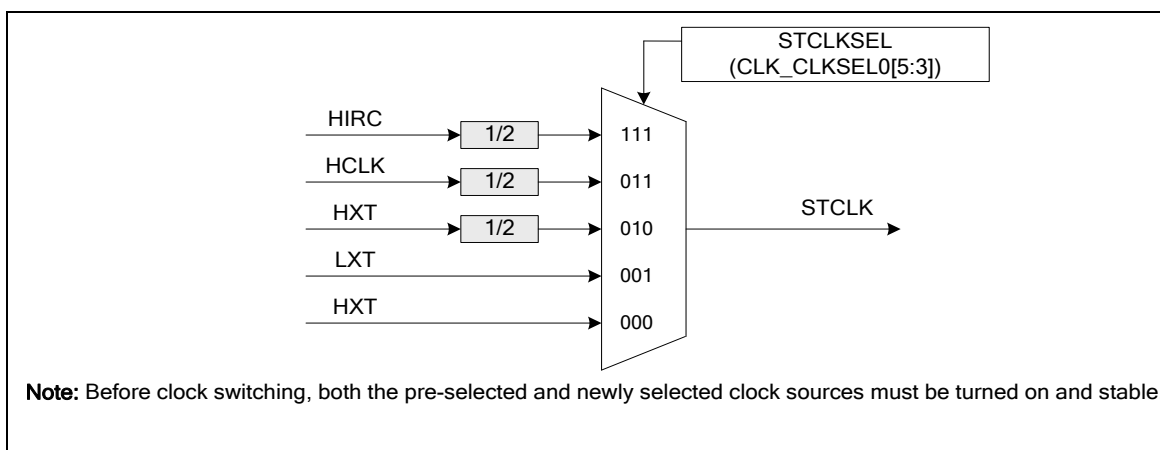 STCLKSEL
(CLK_CLKSEL0[5:3])
HIRC
1/2
111
HCLK
1/2
011
HXT
1/2
010
STCLK
LXT
001
HXT
000
Note: Before clock switching, both the pre-selected and newly selected clock sources must be turned on and stable